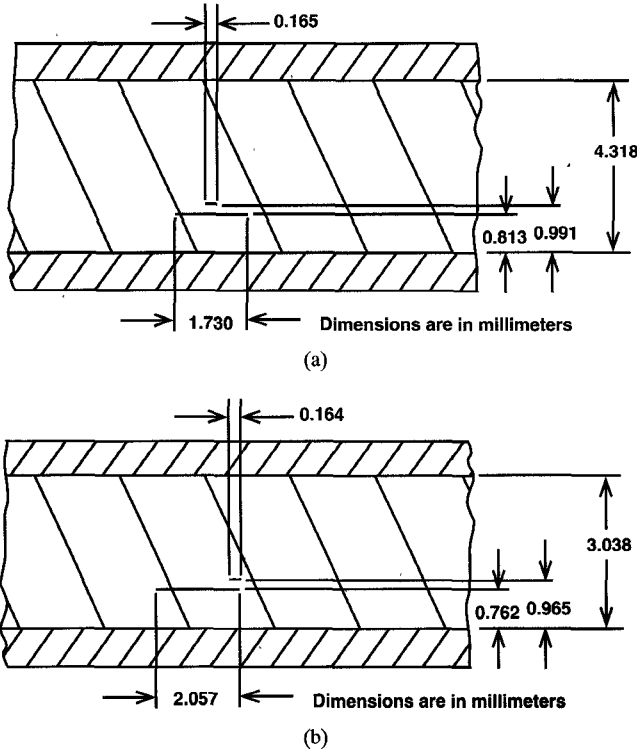 0.165
4.318
0.813 0.991
1.730 Dimensions are in millimeters
(a)
0.164
3.038
0.762 0.965
2.057 Dimensions are in millimeters
(b)